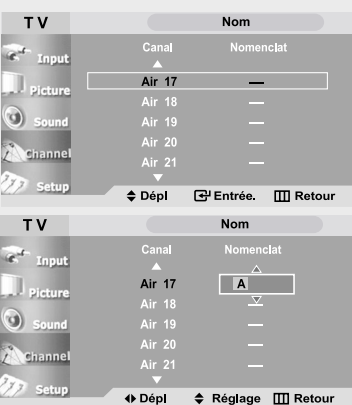 T V
Nom
Input
Picture
Sound
Channel
Setup
Canal Nomenclat
Air 17 —
Air 18 —
Air 19 —
Air 20 —
Air 21 —
Dépl Entrée. Retour
T V
Nom
Input
Picture
Sound
Channel
Setup
Canal Nomenclat
Air 17 A
Air 18 —
Air 19 —
Air 20 —
Air 21 —
Dépl Réglage Retour